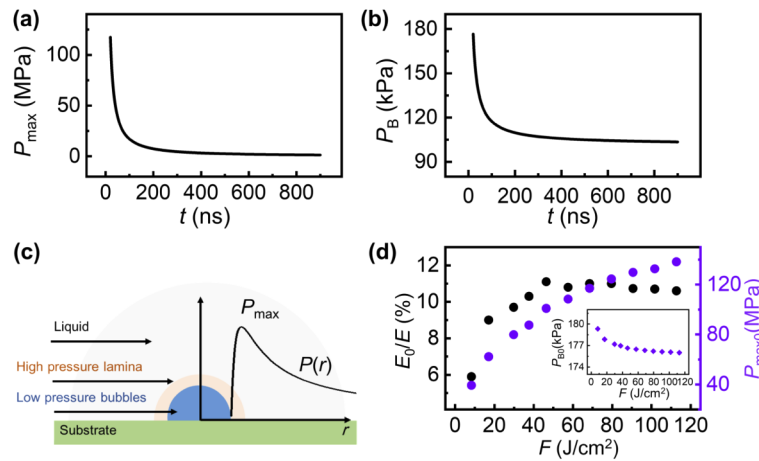 (a)
100
50
0
P_max (MPa)
0 200 400 600 800
t (ns)
(b)
180
150
120
90
P_B (kPa)
0 200 400 600 800
t (ns)
(c)
P_max
Liquid
P(r)
High pressure lamina
Low pressure bubbles
Substrate
r
(d)
12
10
8
6
E_0/E (%)
120
80
40
P_max0 (MPa)
180
177
174
P_B0 (kPa)
0 20 40 60 80 100 120
F (J/cm²)
0 20 40 60 80 100 120
F (J/cm²)